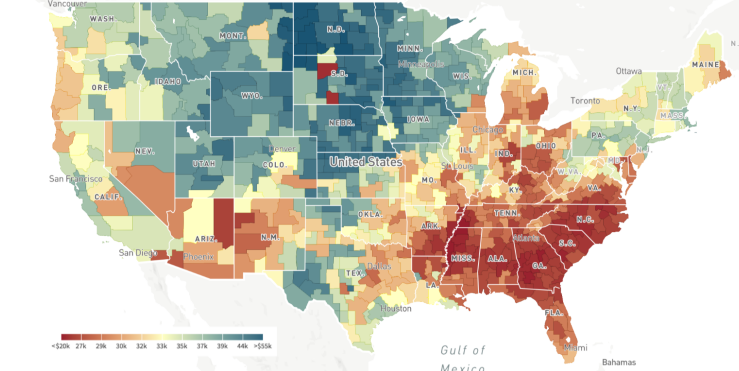 Vancouver
WASH.
MONT.
N.D.
MINN.
Minneapolis
WIS.
MICH.
Ottawa
MAINE
N.
ORE.
IDAHO
S.D.
WYO.
Toronto
N.Y.
VT.
MASS
IOWA
NEBR.
Chicago
PA.
N.J.
NEV.
UTAH
Denver
COLO.
United States
ILL.
IND.
OHIO
St. Louis
MO.
W.VA.
San Francisco
CALIF.
KY.
VA.
OKLA.
TENN.
N.C.
ARIZ.
N.M.
ARK.
Atlanta
S.C.
San Diego
Phoenix
MISS.
ALA.
GA.
TEX.
Dallas
LA.
Houston
FLA.
<$20k 27k 29k 30k 32k 33k 35k 37k 39k 44k >$55k
Gulf of
Mexico
Miami
Bahamas